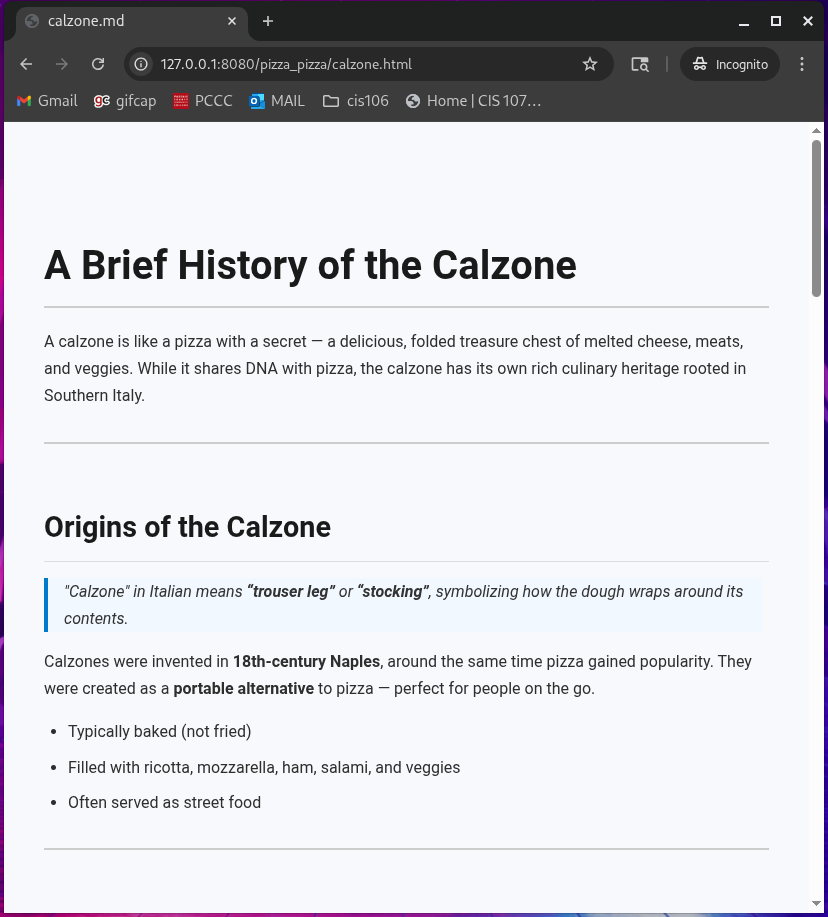 calzone.md
127.0.0.1:8080/pizza_pizza/calzone.html
Incognito
Gmail
gc gifcap
PCCC
MAIL
cis106
Home | CIS 107…
A Brief History of the Calzone
A calzone is like a pizza with a secret — a delicious, folded treasure chest of melted cheese, meats,
and veggies. While it shares DNA with pizza, the calzone has its own rich culinary heritage rooted in
Southern Italy.
Origins of the Calzone
"Calzone" in Italian means “trouser leg” or “stocking”, symbolizing how the dough wraps around its
contents.
Calzones were invented in 18th-century Naples, around the same time pizza gained popularity. They
were created as a portable alternative to pizza — perfect for people on the go.
• Typically baked (not fried)
• Filled with ricotta, mozzarella, ham, salami, and veggies
• Often served as street food